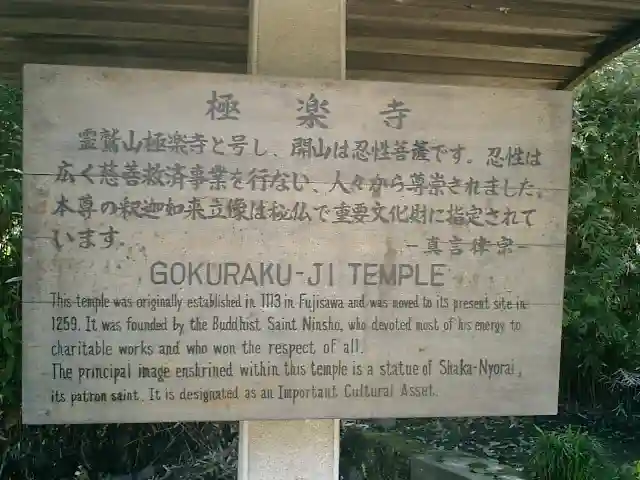 極楽寺
霊鷲山極楽寺と号し、開山は忍性菩薩です。忍性は
広く慈善救済事業を行ない、人々から尊崇されました。
本尊の釈迦如来立像は秘仏で重要文化財に指定されて
います。 －真言律宗－
GOKURAKU-JI TEMPLE
This temple was originally established in 1113 in Fujisawa and was moved to its present site in
1259. It was founded by the Buddhist Saint Ninsho, who devoted most of his energy to
charitable works and who won the respect of all.
The principal image enshrined within this temple is a statue of Shaka-Nyorai,
its patron saint. It is designated as an Important Cultural Asset.